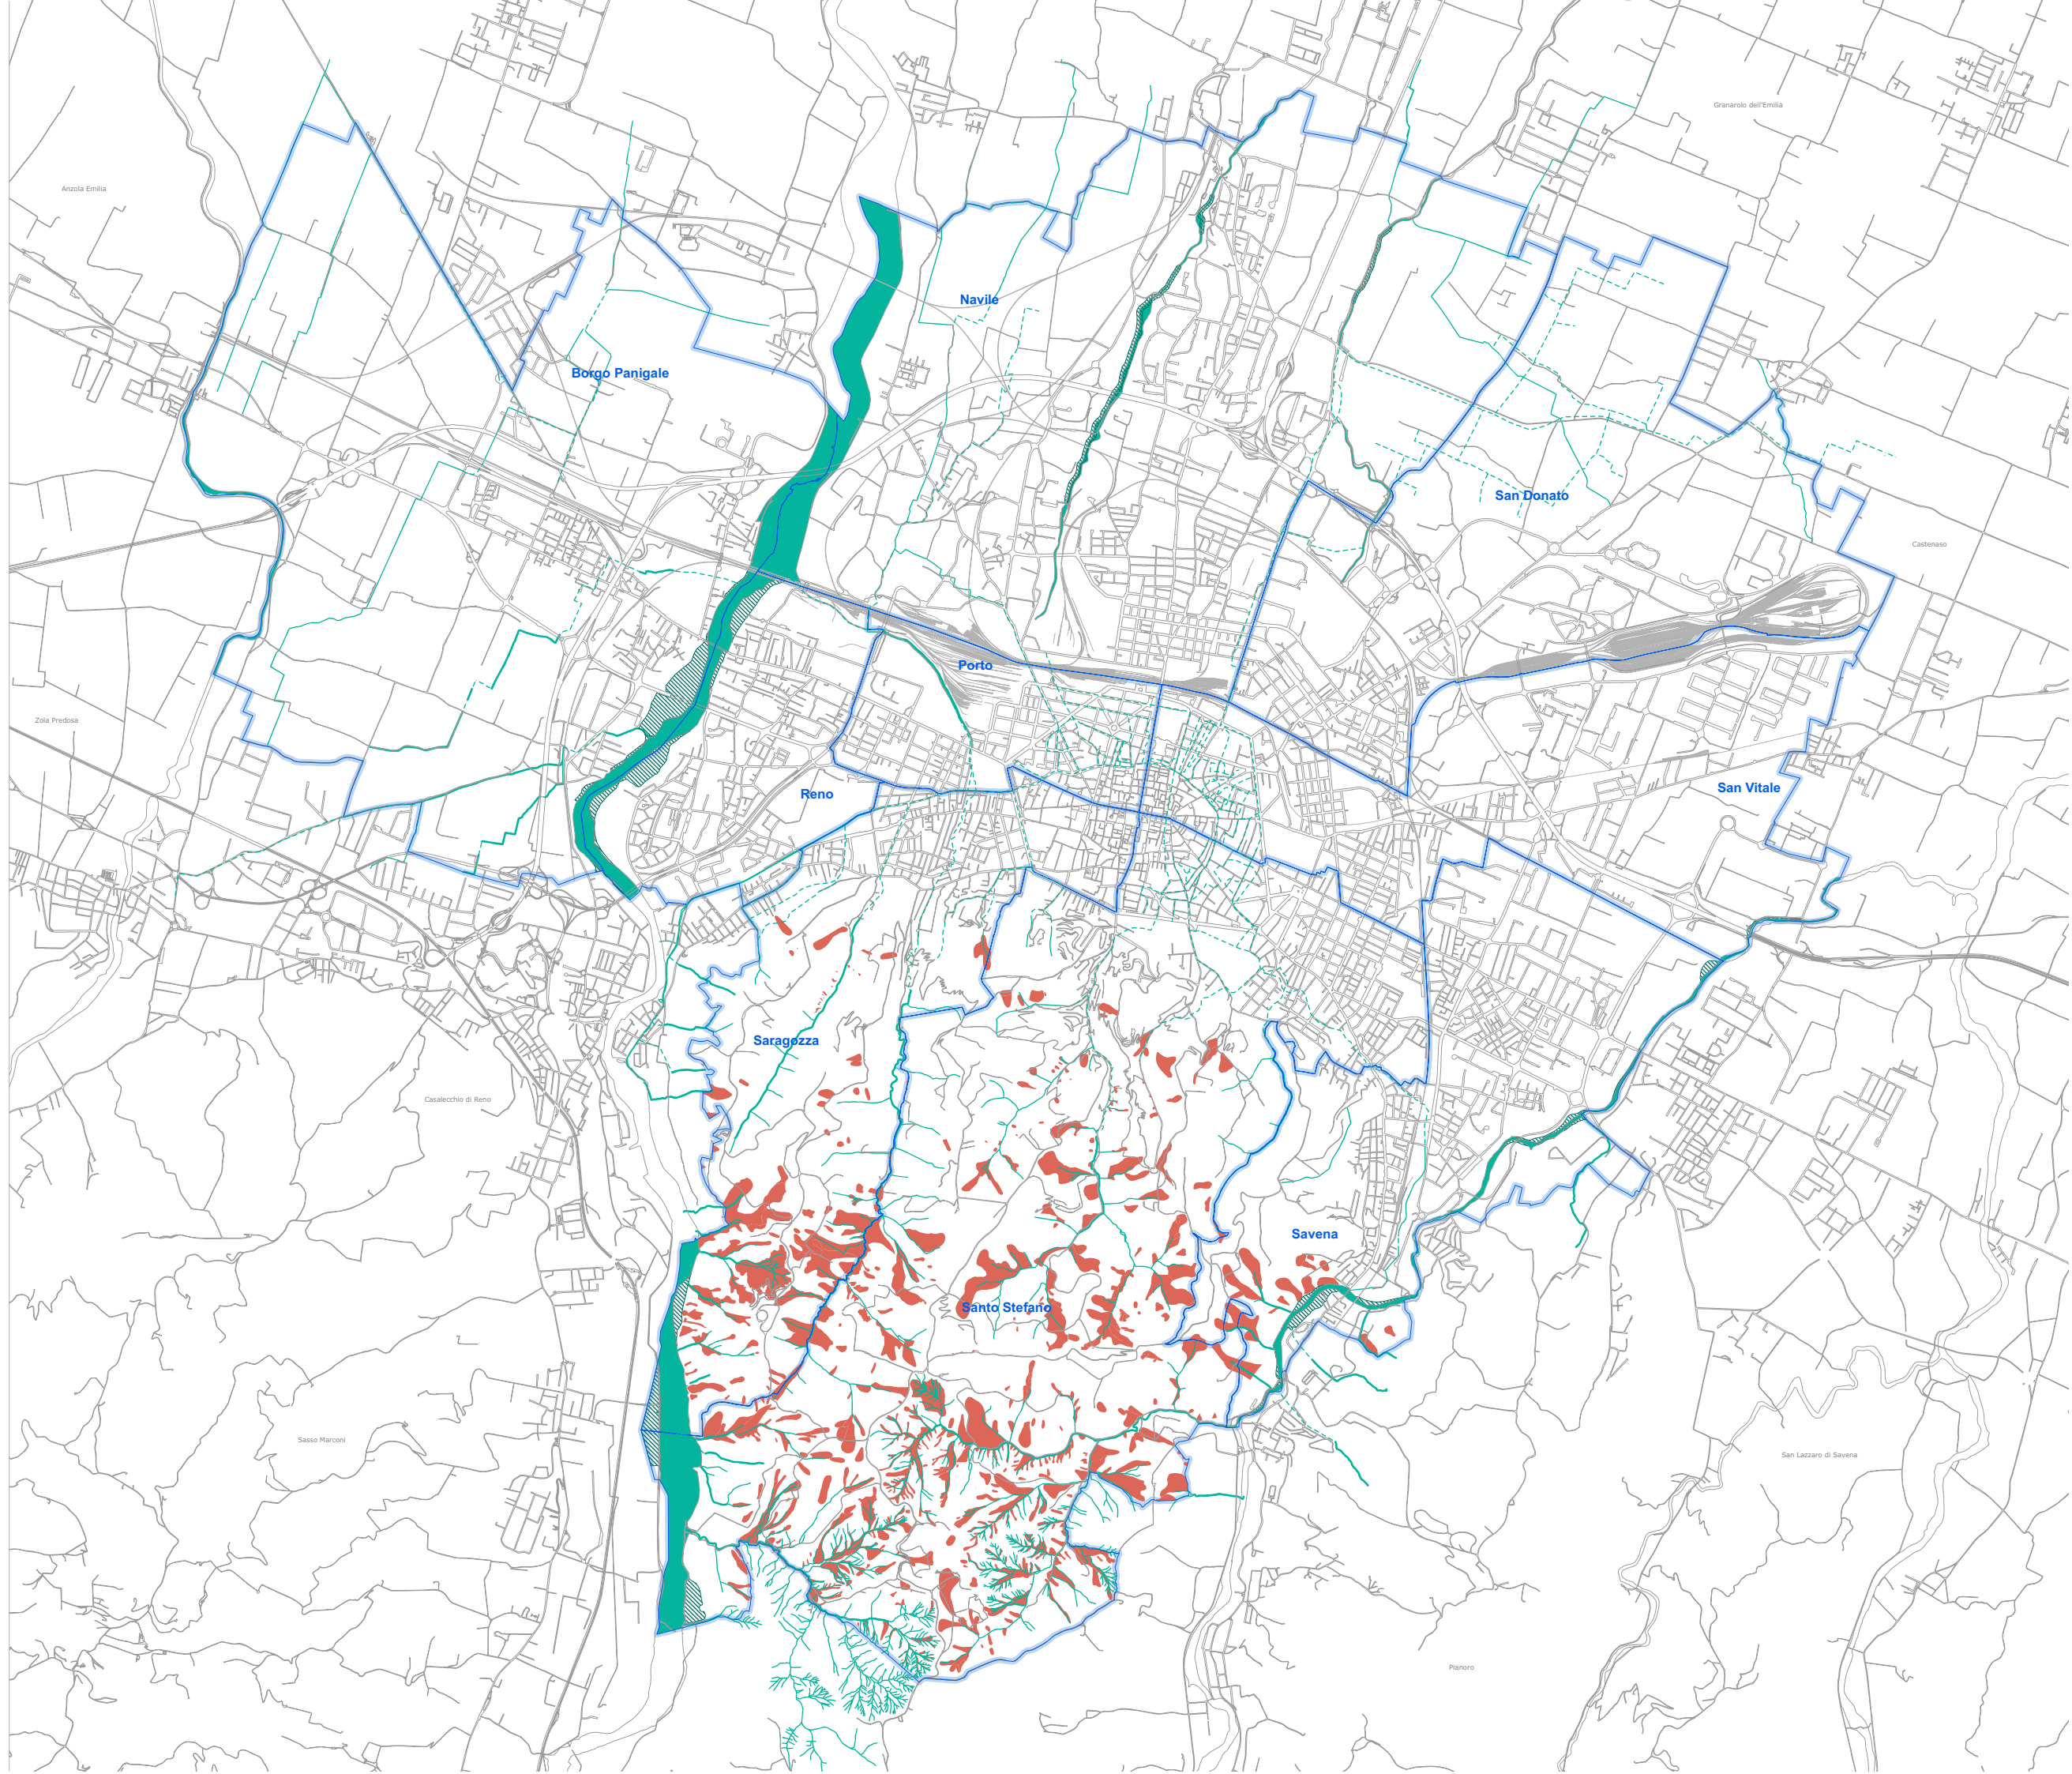 Granarolo dell'Emilia
Anzola Emilia
Navile
Borgo Panigale
San Donato
Castenaso
Porto
Zola Predosa
San Vitale
Reno
Saragozza
Casalecchio di Reno
Savena
Santo Stefano
Sasso Marconi
San Lazzaro di Savena
Pianoro